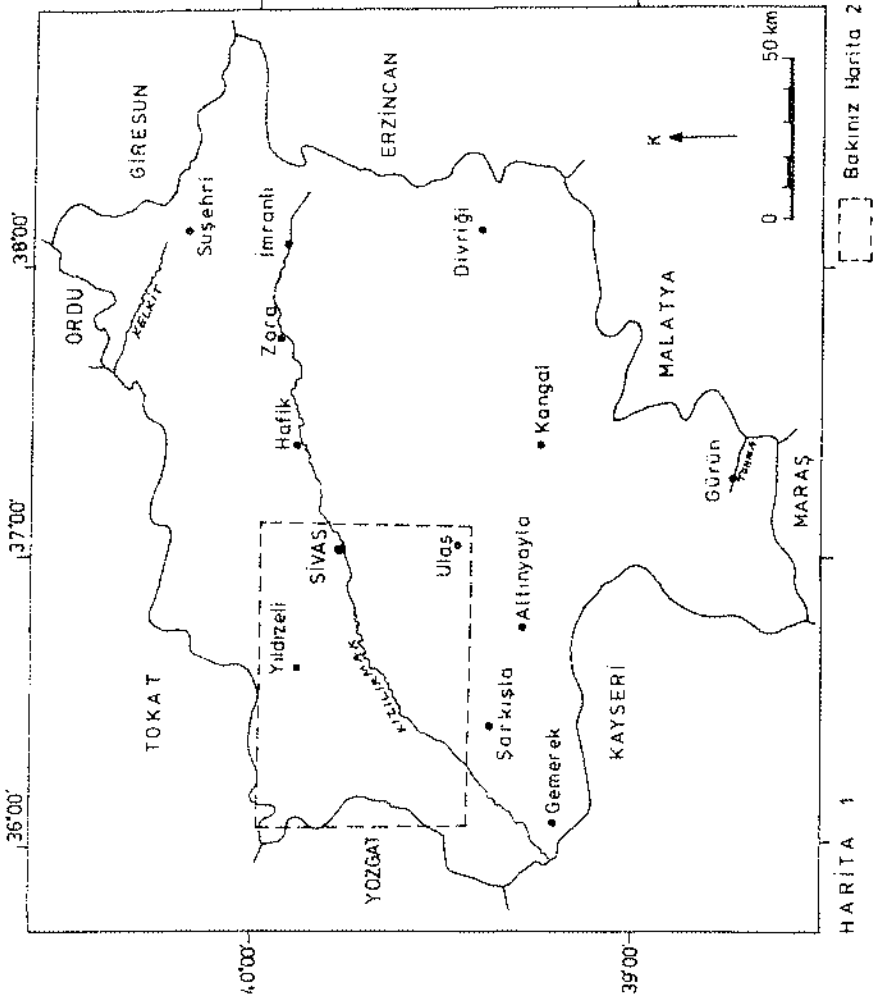 36°00'
37°00'
38°00'
40°00'
39°00'
ORDU
GİRESUN
TOKAT
KELKİT
Suşehri
ERZİNCAN
Zara
İmranlı
Hafik
Yıldızeli
SİVAS
KIZILIRMAK
Ulaş
Divriği
YOZGAT
Şarkışla
Altınyayla
Kangal
Gemerek
KAYSERİ
MALATYA
Gürün
TOHMA
MARAŞ
K
0 50 km
HARİTA 1
Bakınız Harita 2